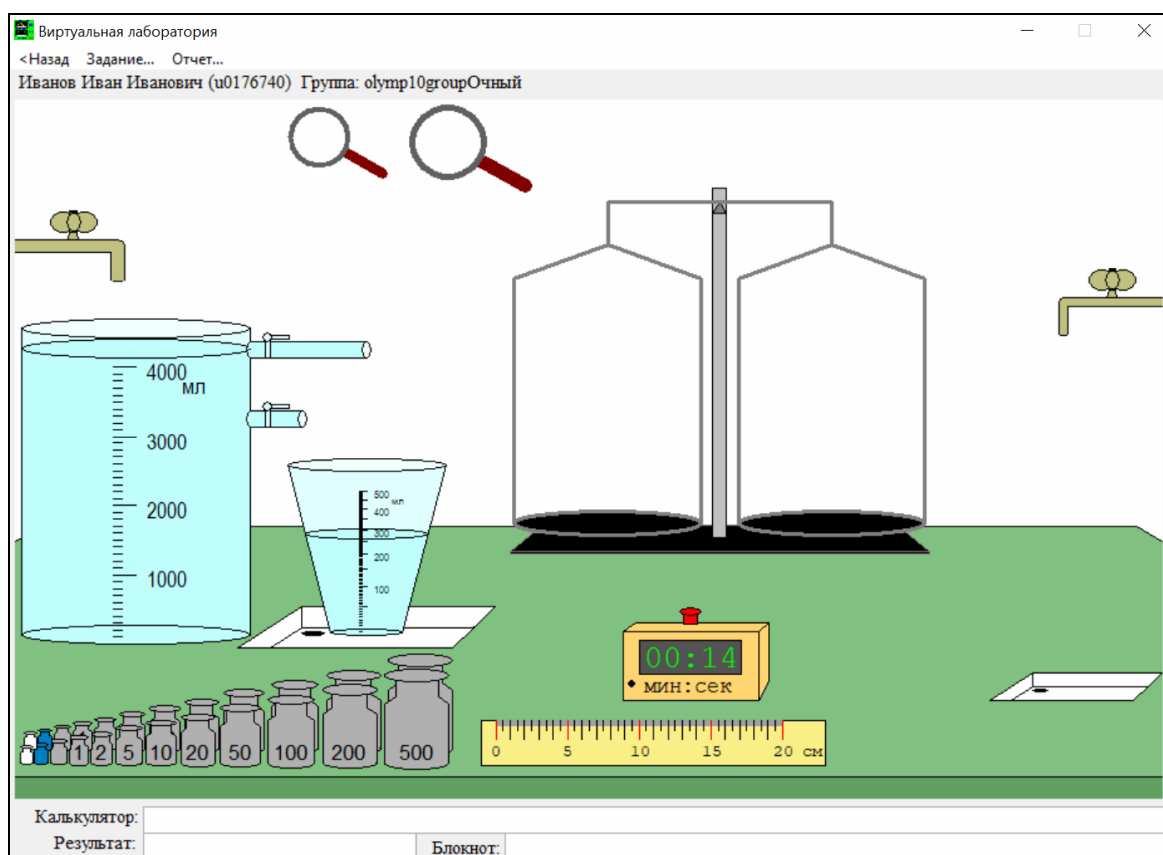 Виртуальная лаборатория
<Назад Задание... Отчет...
Иванов Иван Иванович (u0176740) Группа: olymp10groupОчный
4000
мл
3000
2000
1000
500 мл
400
300
200
100
00:14
мин:сек
1 2 5 10 20 50 100 200 500
0 5 10 15 20 см
Калькулятор:
Результат: Блокнот: